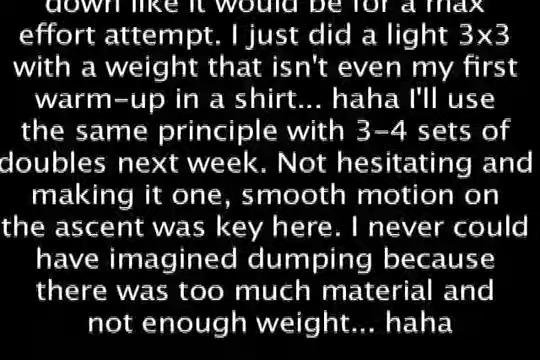 down like it would be for a max
effort attempt. I just did a light 3x3
with a weight that isn't even my first
warm-up in a shirt... haha I'll use
the same principle with 3-4 sets of
doubles next week. Not hesitating and
making it one, smooth motion on
the ascent was key here. I never could
have imagined dumping because
there was too much material and
not enough weight... haha